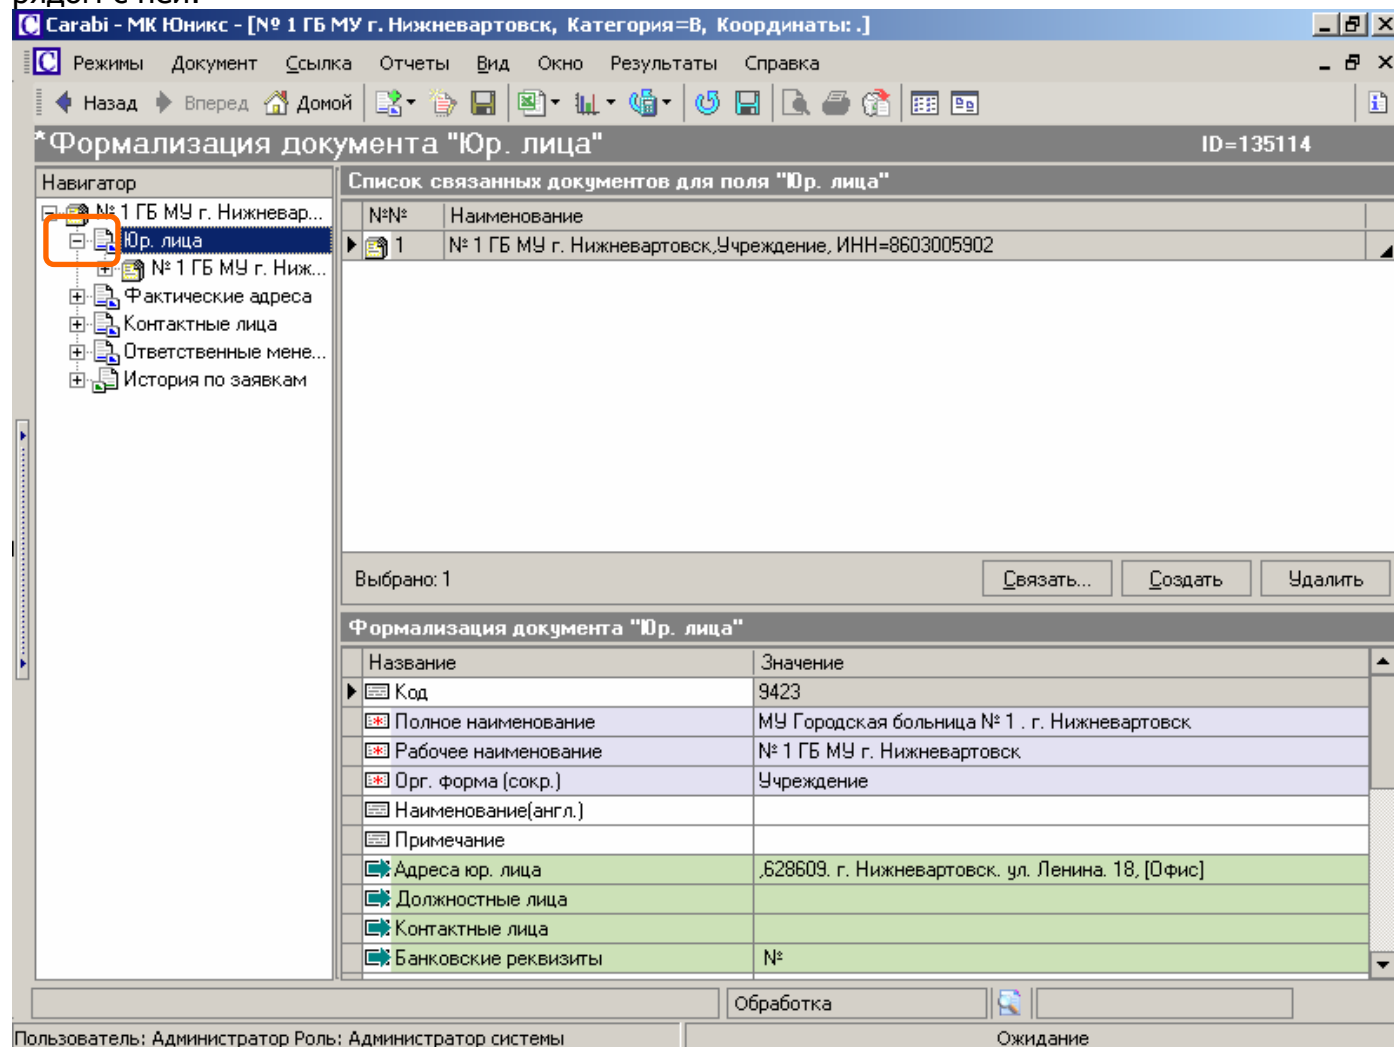 рядом с ней.
Carabi - МК Юникс - [№ 1 ГБ МУ г. Нижневартовск, Категория=В, Координаты: .]
Режимы Документ Ссылка Отчеты Вид Окно Результаты Справка
Назад Вперед Домой
*Формализация документа "Юр. лица" ID=135114
Навигатор
№ 1 ГБ МУ г. Нижневар...
Юр. лица
№ 1 ГБ МУ г. Ниж...
Фактические адреса
Контактные лица
Ответственные мене...
История по заявкам
Список связанных документов для поля "Юр. лица"
№№ Наименование
1 № 1 ГБ МУ г. Нижневартовск,Учреждение, ИНН=8603005902
Выбрано: 1 Связать... Создать Удалить
Формализация документа "Юр. лица"
Название Значение
Код 9423
Полное наименование МУ Городская больница № 1 . г. Нижневартовск
Рабочее наименование № 1 ГБ МУ г. Нижневартовск
Орг. форма (сокр.) Учреждение
Наименование(англ.)
Примечание
Адреса юр. лица ,628609. г. Нижневартовск. ул. Ленина. 18, [Офис]
Должностные лица
Контактные лица
Банковские реквизиты №
Обработка
Пользователь: Администратор Роль: Администратор системы Ожидание